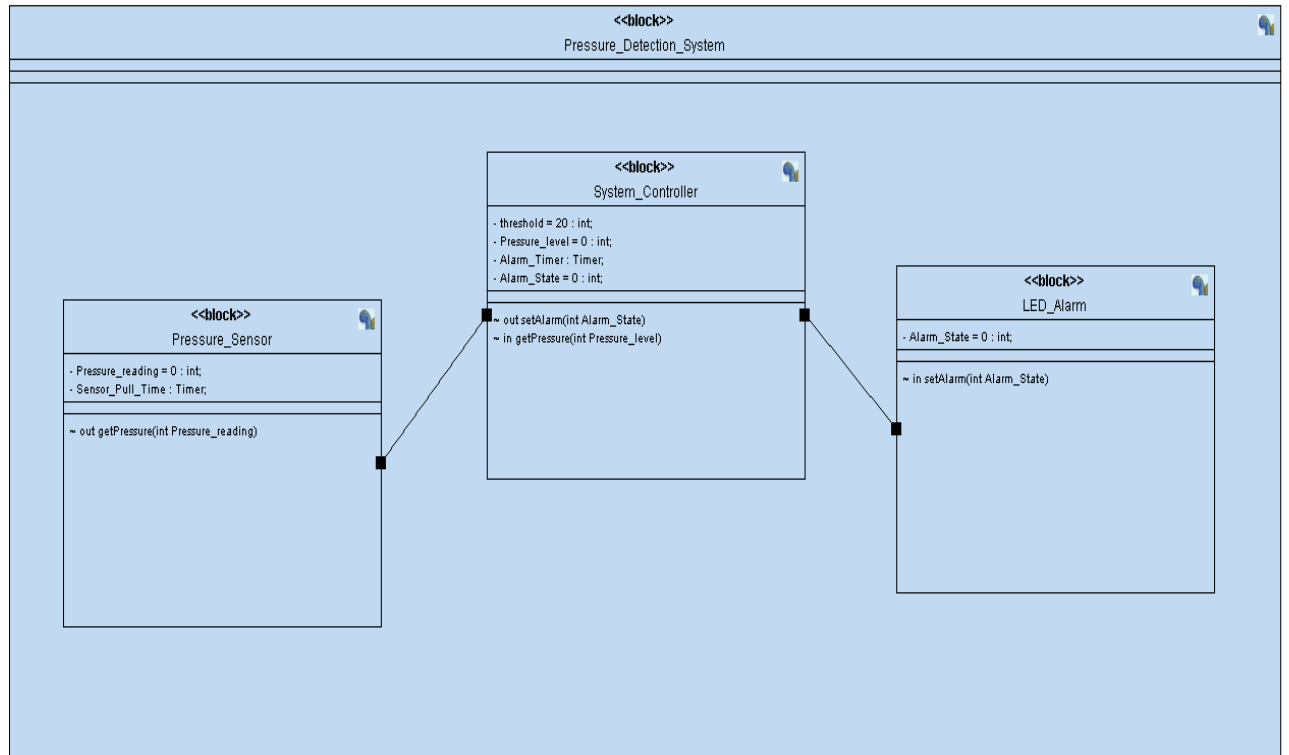 <<block>>
Pressure_Detection_System
<<block>>
System_Controller
- threshold = 20 : int;
- Pressure_level = 0 : int;
- Alarm_Timer : Timer;
- Alarm_State = 0 : int;
~ out setAlarm(int Alarm_State)
~ in getPressure(int Pressure_level)
<<block>>
Pressure_Sensor
- Pressure_reading = 0 : int;
- Sensor_Pull_Time : Timer;
~ out getPressure(int Pressure_reading)
<<block>>
LED_Alarm
- Alarm_State = 0 : int;
~ in setAlarm(int Alarm_State)